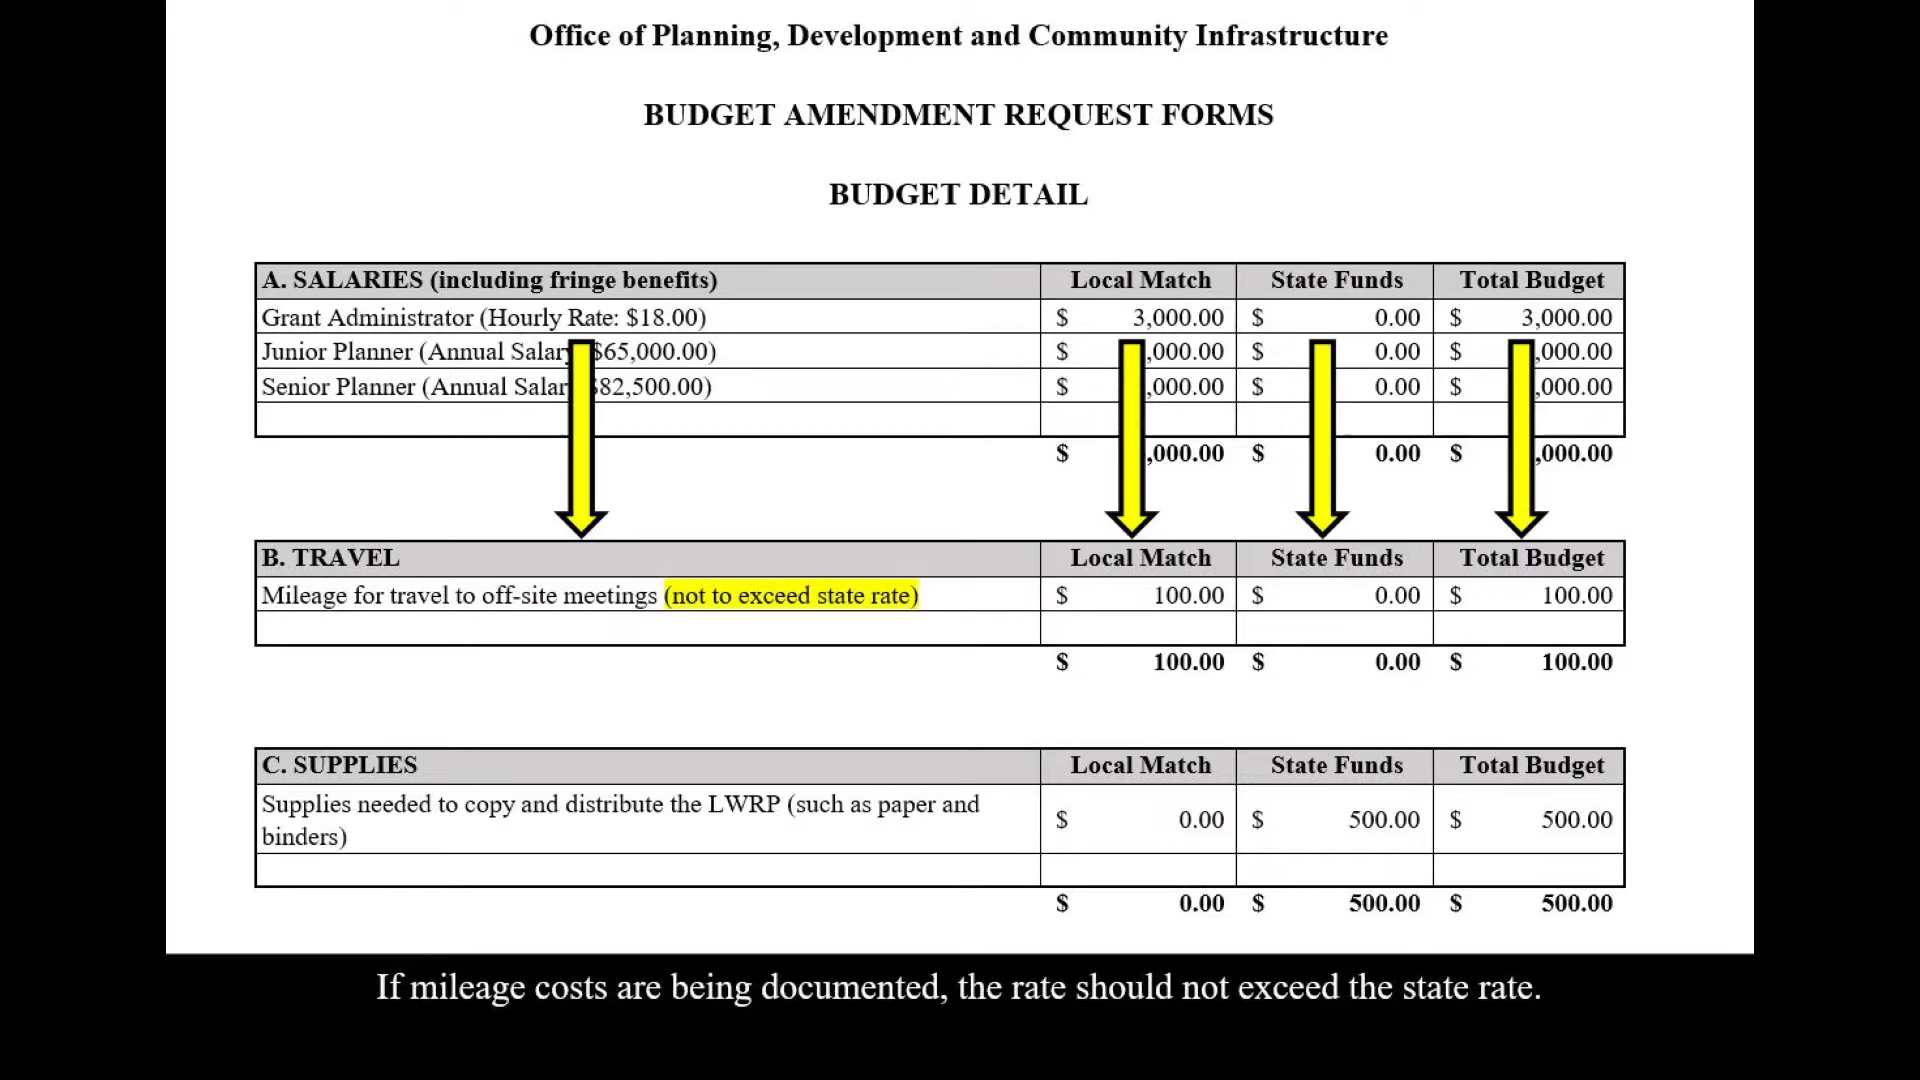 Office of Planning, Development and Community Infrastructure
BUDGET AMENDMENT REQUEST FORMS
BUDGET DETAIL
A. SALARIES (including fringe benefits) Local Match State Funds Total Budget
Grant Administrator (Hourly Rate: $18.00) $ 3,000.00 $ 0.00 $ 3,000.00
Junior Planner (Annual Salary $65,000.00) $ ,000.00 $ 0.00 $ ,000.00
Senior Planner (Annual Salar $82,500.00) $ ,000.00 $ 0.00 $ ,000.00
$ ,000.00 $ 0.00 $ ,000.00
B. TRAVEL Local Match State Funds Total Budget
Mileage for travel to off-site meetings (not to exceed state rate) $ 100.00 $ 0.00 $ 100.00
$ 100.00 $ 0.00 $ 100.00
C. SUPPLIES Local Match State Funds Total Budget
Supplies needed to copy and distribute the LWRP (such as paper and
binders) $ 0.00 $ 500.00 $ 500.00
$ 0.00 $ 500.00 $ 500.00
If mileage costs are being documented, the rate should not exceed the state rate.